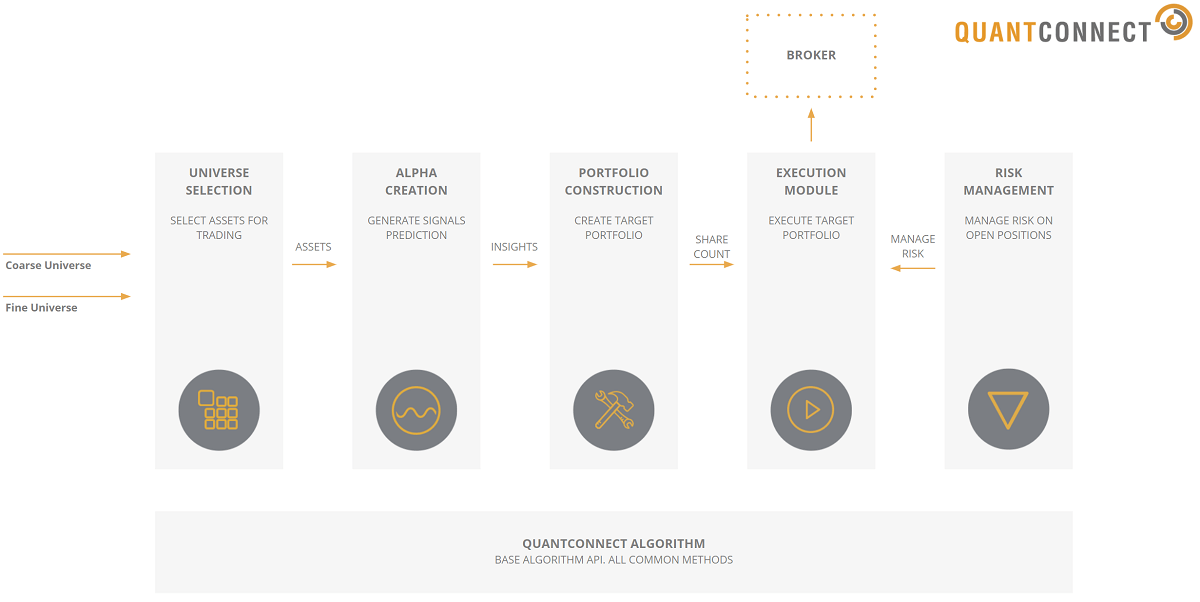 QUANTCONNECT
BROKER
UNIVERSE
SELECTION
SELECT ASSETS FOR
TRADING
ALPHA
CREATION
GENERATE SIGNALS
PREDICTION
PORTFOLIO
CONSTRUCTION
CREATE TARGET
PORTFOLIO
EXECUTION
MODULE
EXECUTE TARGET
PORTFOLIO
RISK
MANAGEMENT
MANAGE RISK ON
OPEN POSITIONS
Coarse Universe
Fine Universe
ASSETS
INSIGHTS
SHARE
COUNT
MANAGE
RISK
QUANTCONNECT ALGORITHM
BASE ALGORITHM API. ALL COMMON METHODS